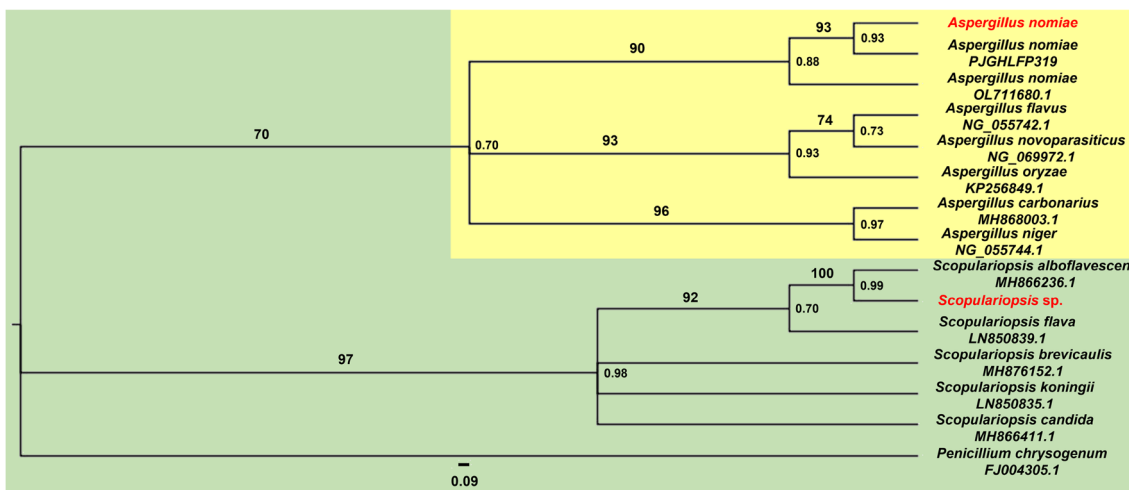 93
Aspergillus nomiae
0.93
90
Aspergillus nomiae
PJGHLFP319
0.88
Aspergillus nomiae
OL711680.1
Aspergillus flavus
NG_055742.1
74
0.73
70
93
Aspergillus novoparasiticus
NG_069972.1
0.70
0.93
Aspergillus oryzae
KP256849.1
96
Aspergillus carbonarius
MH868003.1
0.97
Aspergillus niger
NG_055744.1
Scopulariopsis alboflavescen
MH866236.1
100
0.99
92
Scopulariopsis sp.
0.70
Scopulariopsis flava
LN850839.1
97
Scopulariopsis brevicaulis
MH876152.1
0.98
Scopulariopsis koningii
LN850835.1
Scopulariopsis candida
MH866411.1
Penicillium chrysogenum
FJ004305.1
0.09